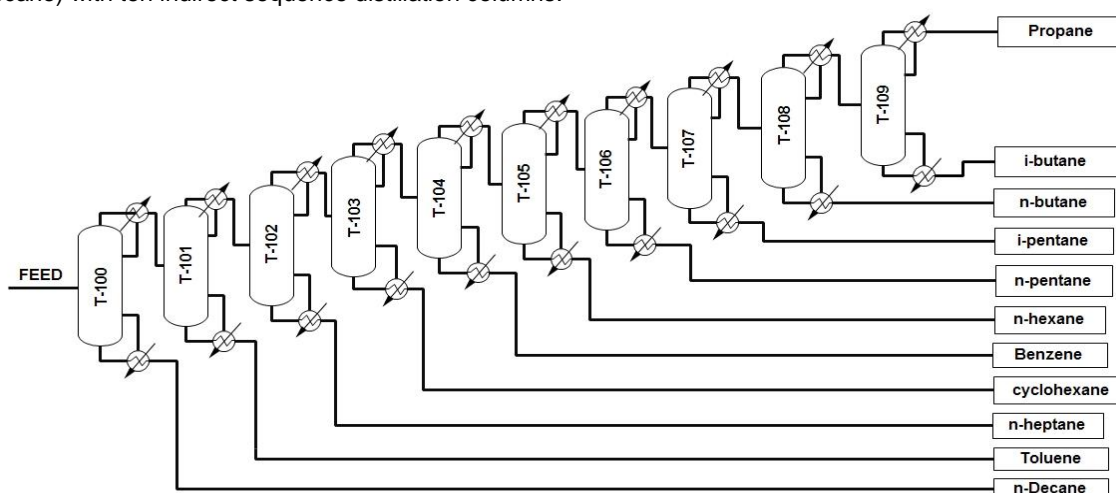 cane) with ten indirect sequence distillation columns.
Propane
T-109
T-108
T-107
T-106
T-105
T-104
T-103
T-102
T-101
T-100
FEED
i-butane
n-butane
i-pentane
n-pentane
n-hexane
Benzene
cyclohexane
n-heptane
Toluene
n-Decane